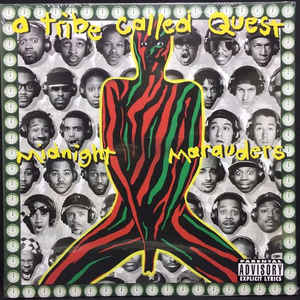 a tribe called Quest
Midnight Marauders
PARENTAL
ADVISORY
EXPLICIT LYRICS